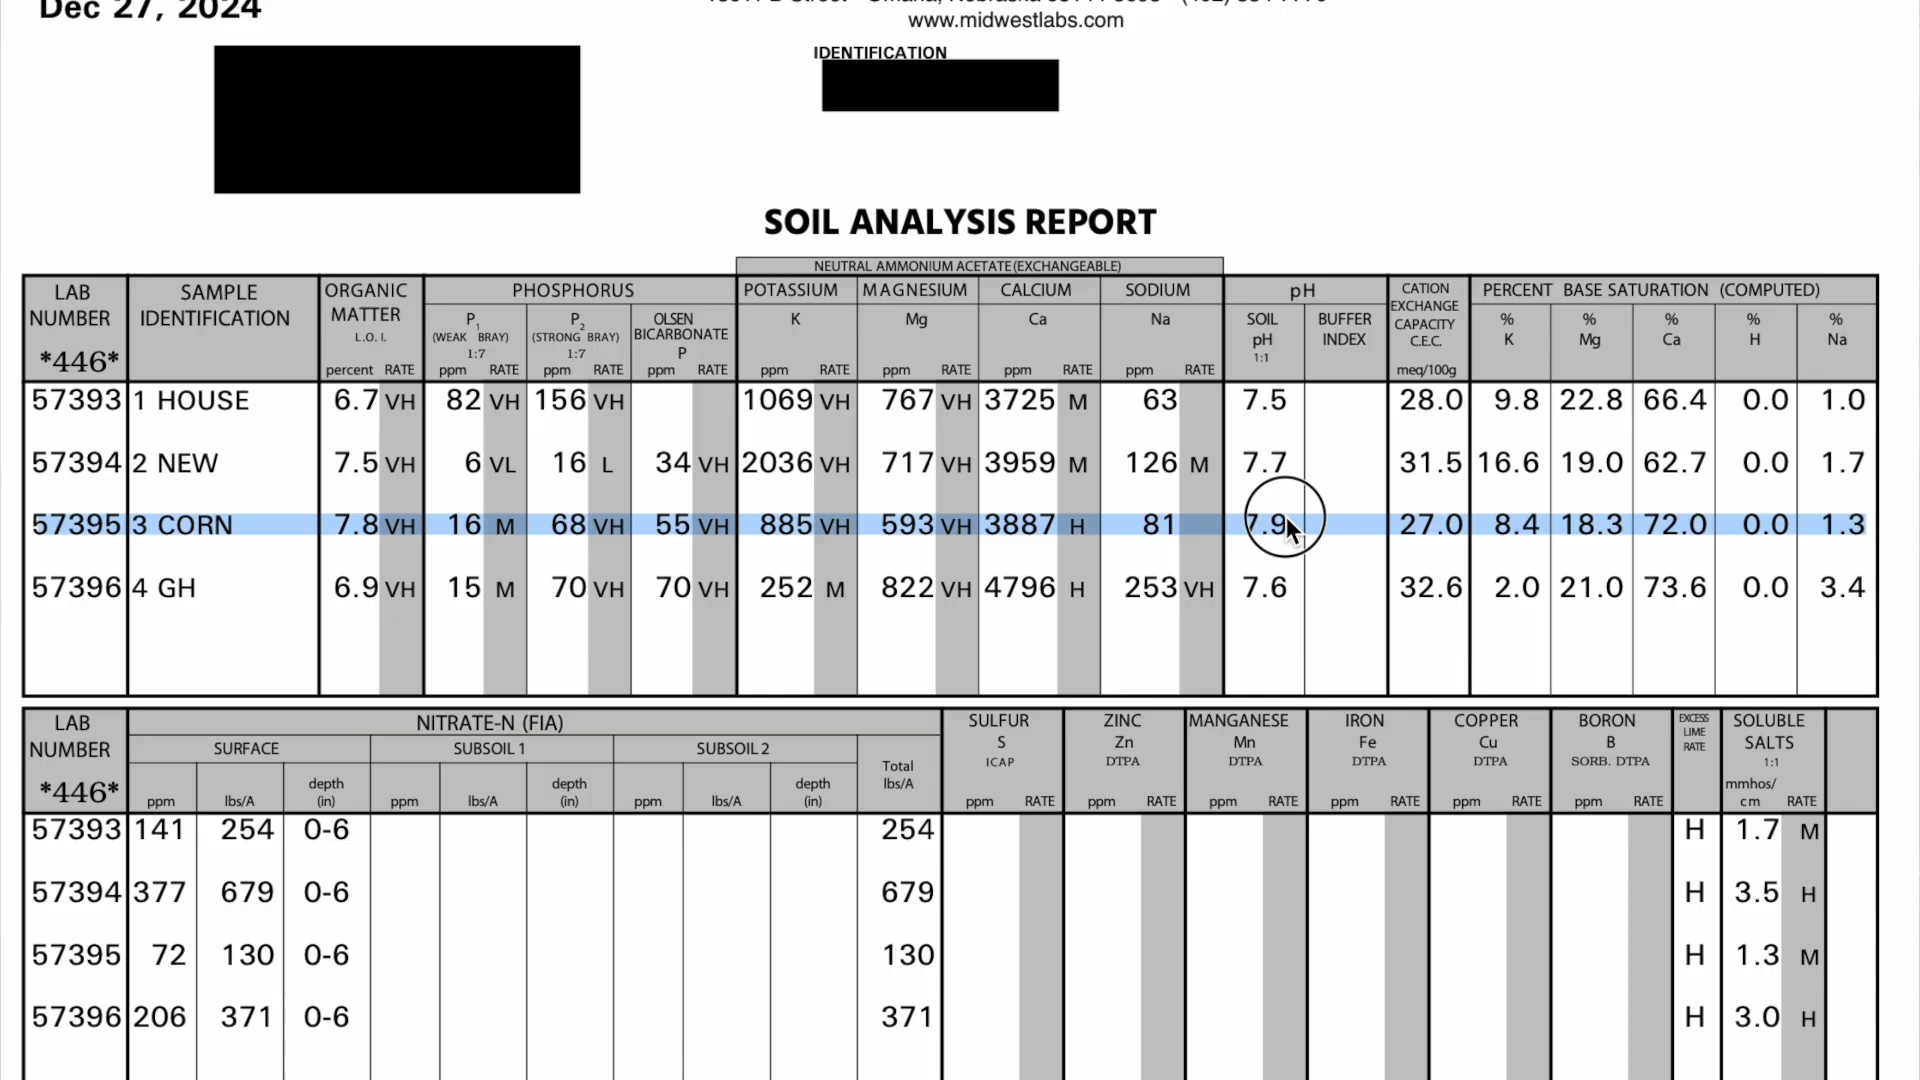 Dec 27, 2024
www.midwestlabs.com
IDENTIFICATION
SOIL ANALYSIS REPORT
NEUTRAL AMMONIUM ACETATE (EXCHANGEABLE)
LAB NUMBER *446* SAMPLE IDENTIFICATION ORGANIC MATTER L.O.I. percent RATE PHOSPHORUS P1 (WEAK BRAY) 1:7 ppm RATE P2 (STRONG BRAY) 1:7 ppm RATE OLSEN BICARBONATE P ppm RATE POTASSIUM K ppm RATE MAGNESIUM Mg ppm RATE CALCIUM Ca ppm RATE SODIUM Na ppm RATE pH SOIL pH 1:1 BUFFER INDEX CATION EXCHANGE CAPACITY C.E.C. meq/100g PERCENT BASE SATURATION (COMPUTED) % K % Mg % Ca % H % Na
57393 1 HOUSE 6.7 VH 82 VH 156 VH 1069 VH 767 VH 3725 M 63 7.5 28.0 9.8 22.8 66.4 0.0 1.0
57394 2 NEW 7.5 VH 6 VL 16 L 34 VH 2036 VH 717 VH 3959 M 126 M 7.7 31.5 16.6 19.0 62.7 0.0 1.7
57395 3 CORN 7.8 VH 16 M 68 VH 55 VH 885 VH 593 VH 3887 H 81 7.9 27.0 8.4 18.3 72.0 0.0 1.3
57396 4 GH 6.9 VH 15 M 70 VH 70 VH 252 M 822 VH 4796 H 253 VH 7.6 32.6 2.0 21.0 73.6 0.0 3.4
LAB NUMBER *446* NITRATE-N (FIA) SURFACE ppm lbs/A depth (in) SUBSOIL 1 ppm lbs/A depth (in) SUBSOIL 2 ppm lbs/A depth (in) Total lbs/A SULFUR S ICAP ppm RATE ZINC Zn DTPA ppm RATE MANGANESE Mn DTPA ppm RATE IRON Fe DTPA ppm RATE COPPER Cu DTPA ppm RATE BORON B SORB. DTPA ppm RATE EXCESS LIME RATE SOLUBLE SALTS 1:1 mmhos/ cm RATE
57393 141 254 0-6 254 H 1.7 M
57394 377 679 0-6 679 H 3.5 H
57395 72 130 0-6 130 H 1.3 M
57396 206 371 0-6 371 H 3.0 H